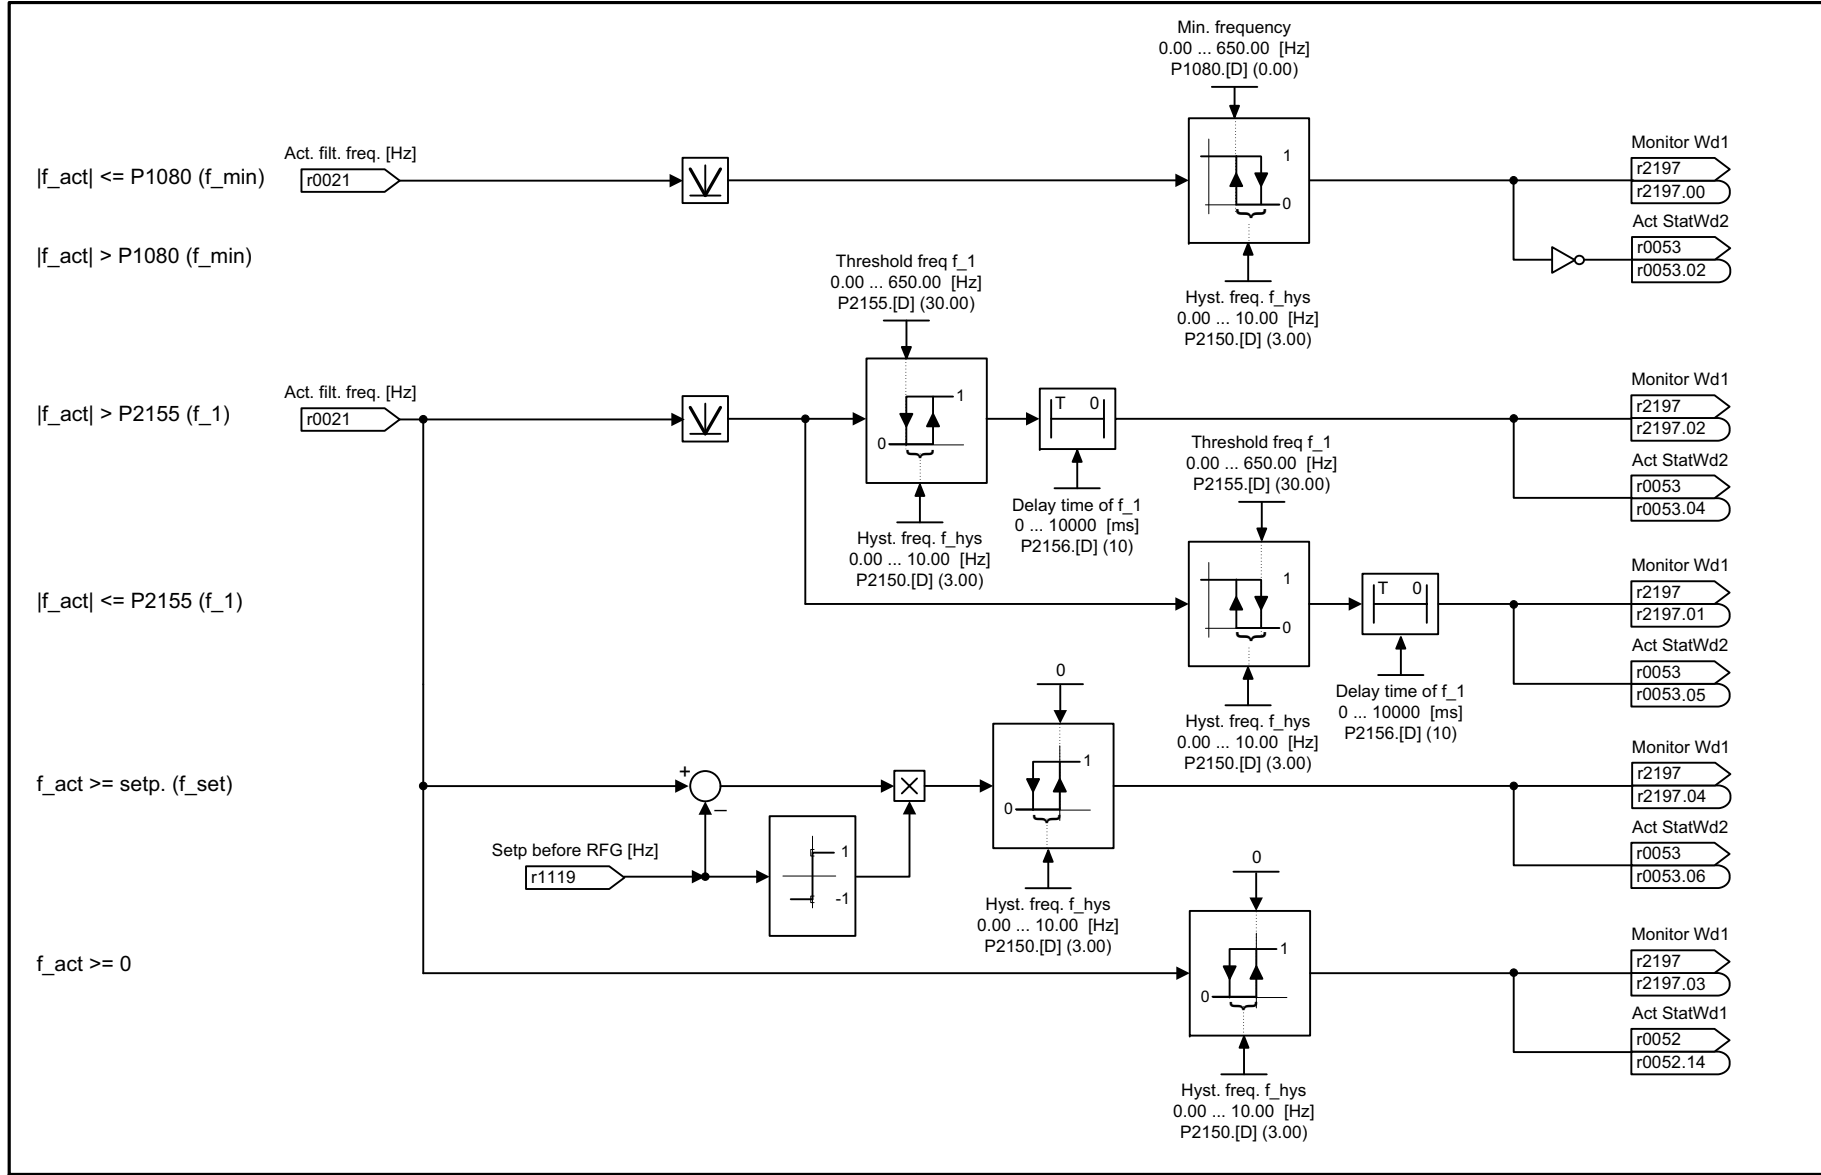 Min. frequency
0.00 ... 650.00 [Hz]
P1080.[D] (0.00)
|f_act| <= P1080 (f_min)
Act. filt. freq. [Hz]
r0021
1
0
Monitor Wd1
r2197
r2197.00
|f_act| > P1080 (f_min)
Act StatWd2
r0053
r0053.02
Hyst. freq. f_hys
0.00 ... 10.00 [Hz]
P2150.[D] (3.00)
Threshold freq f_1
0.00 ... 650.00 [Hz]
P2155.[D] (30.00)
|f_act| > P2155 (f_1)
Act. filt. freq. [Hz]
r0021
1
0
T 0
Monitor Wd1
r2197
r2197.02
Act StatWd2
r0053
r0053.04
Hyst. freq. f_hys
0.00 ... 10.00 [Hz]
P2150.[D] (3.00)
Delay time of f_1
0 ... 10000 [ms]
P2156.[D] (10)
Threshold freq f_1
0.00 ... 650.00 [Hz]
P2155.[D] (30.00)
|f_act| <= P2155 (f_1)
1
0
T 0
Monitor Wd1
r2197
r2197.01
Act StatWd2
r0053
r0053.05
Hyst. freq. f_hys
0.00 ... 10.00 [Hz]
P2150.[D] (3.00)
Delay time of f_1
0 ... 10000 [ms]
P2156.[D] (10)
f_act >= setp. (f_set)
+
–
Setp before RFG [Hz]
r1119
1
-1
0
1
0
Hyst. freq. f_hys
0.00 ... 10.00 [Hz]
P2150.[D] (3.00)
Monitor Wd1
r2197
r2197.04
Act StatWd2
r0053
r0053.06
f_act >= 0
0
1
0
Hyst. freq. f_hys
0.00 ... 10.00 [Hz]
P2150.[D] (3.00)
Monitor Wd1
r2197
r2197.03
Act StatWd1
r0052
r0052.14